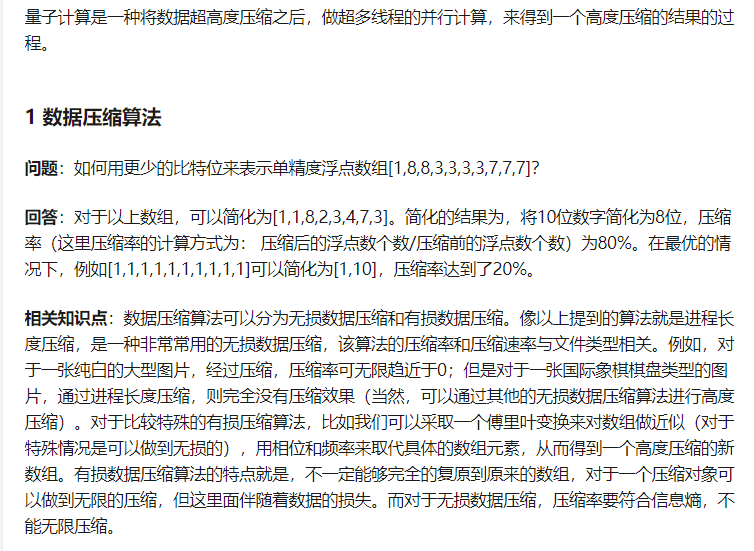 量子计算是一种将数据超高度压缩之后，做超多线程的并行计算，来得到一个高度压缩的结果的过
程。
1 数据压缩算法
问题：如何用更少的比特位来表示单精度浮点数组[1,8,8,3,3,3,3,7,7,7]?
回答：对于以上数组，可以简化为[1,1,8,2,3,4,7,3]。简化的结果为，将10位数字简化为8位，压缩
率（这里压缩率的计算方式为： 压缩后的浮点数个数/压缩前的浮点数个数）为80%。在最优的情
况下，例如[1,1,1,1,1,1,1,1,1,1]可以简化为[1,10]，压缩率达到了20%。
相关知识点：数据压缩算法可以分为无损数据压缩和有损数据压缩。像以上提到的算法就是进程长
度压缩，是一种非常常用的无损数据压缩，该算法的压缩率和压缩速率与文件类型相关。例如，对
于一张纯白的大型图片，经过压缩，压缩率可无限趋近于0；但是对于一张国际象棋棋盘类型的图
片，通过进程长度压缩，则完全没有压缩效果（当然，可以通过其他的无损数据压缩算法进行高度
压缩）。对于比较特殊的有损压缩算法，比如我们可以采取一个傅里叶变换来对数组做近似（对于
特殊情况是可以做到无损的），用相位和频率来取代具体的数组元素，从而得到一个高度压缩的新
数组。有损数据压缩算法的特点就是，不一定能够完全的复原到原来的数组，对于一个压缩对象可
以做到无限的压缩，但这里面伴随着数据的损失。而对于无损数据压缩，压缩率要符合信息熵，不
能无限压缩。